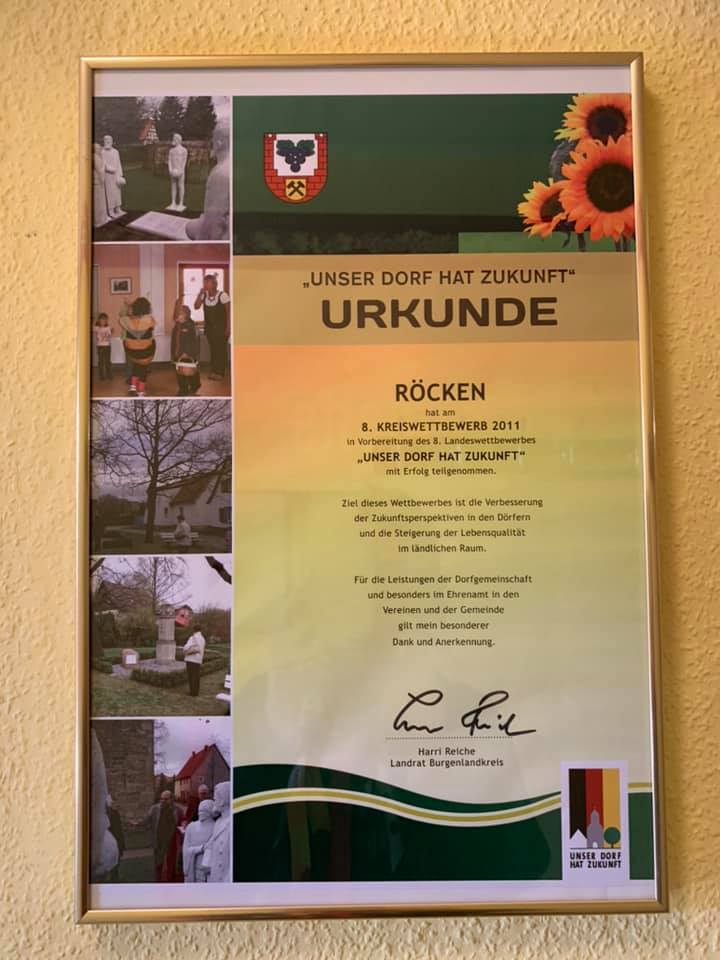 „UNSER DORF HAT ZUKUNFT“
URKUNDE
RÖCKEN
hat am
8. KREISWETTBEWERB 2011
in Vorbereitung des 8. Landeswettbewerbes
„UNSER DORF HAT ZUKUNFT“
mit Erfolg teilgenommen.
Ziel dieses Wettbewerbes ist die Verbesserung
der Zukunftsperspektiven in den Dörfern
und die Steigerung der Lebensqualität
im ländlichen Raum.
Für die Leistungen der Dorfgemeinschaft
und besonders im Ehrenamt in den
Vereinen und der Gemeinde
gilt mein besonderer
Dank und Anerkennung.
Harri Reiche
Landrat Burgenlandkreis
UNSER DORF
HAT ZUKUNFT